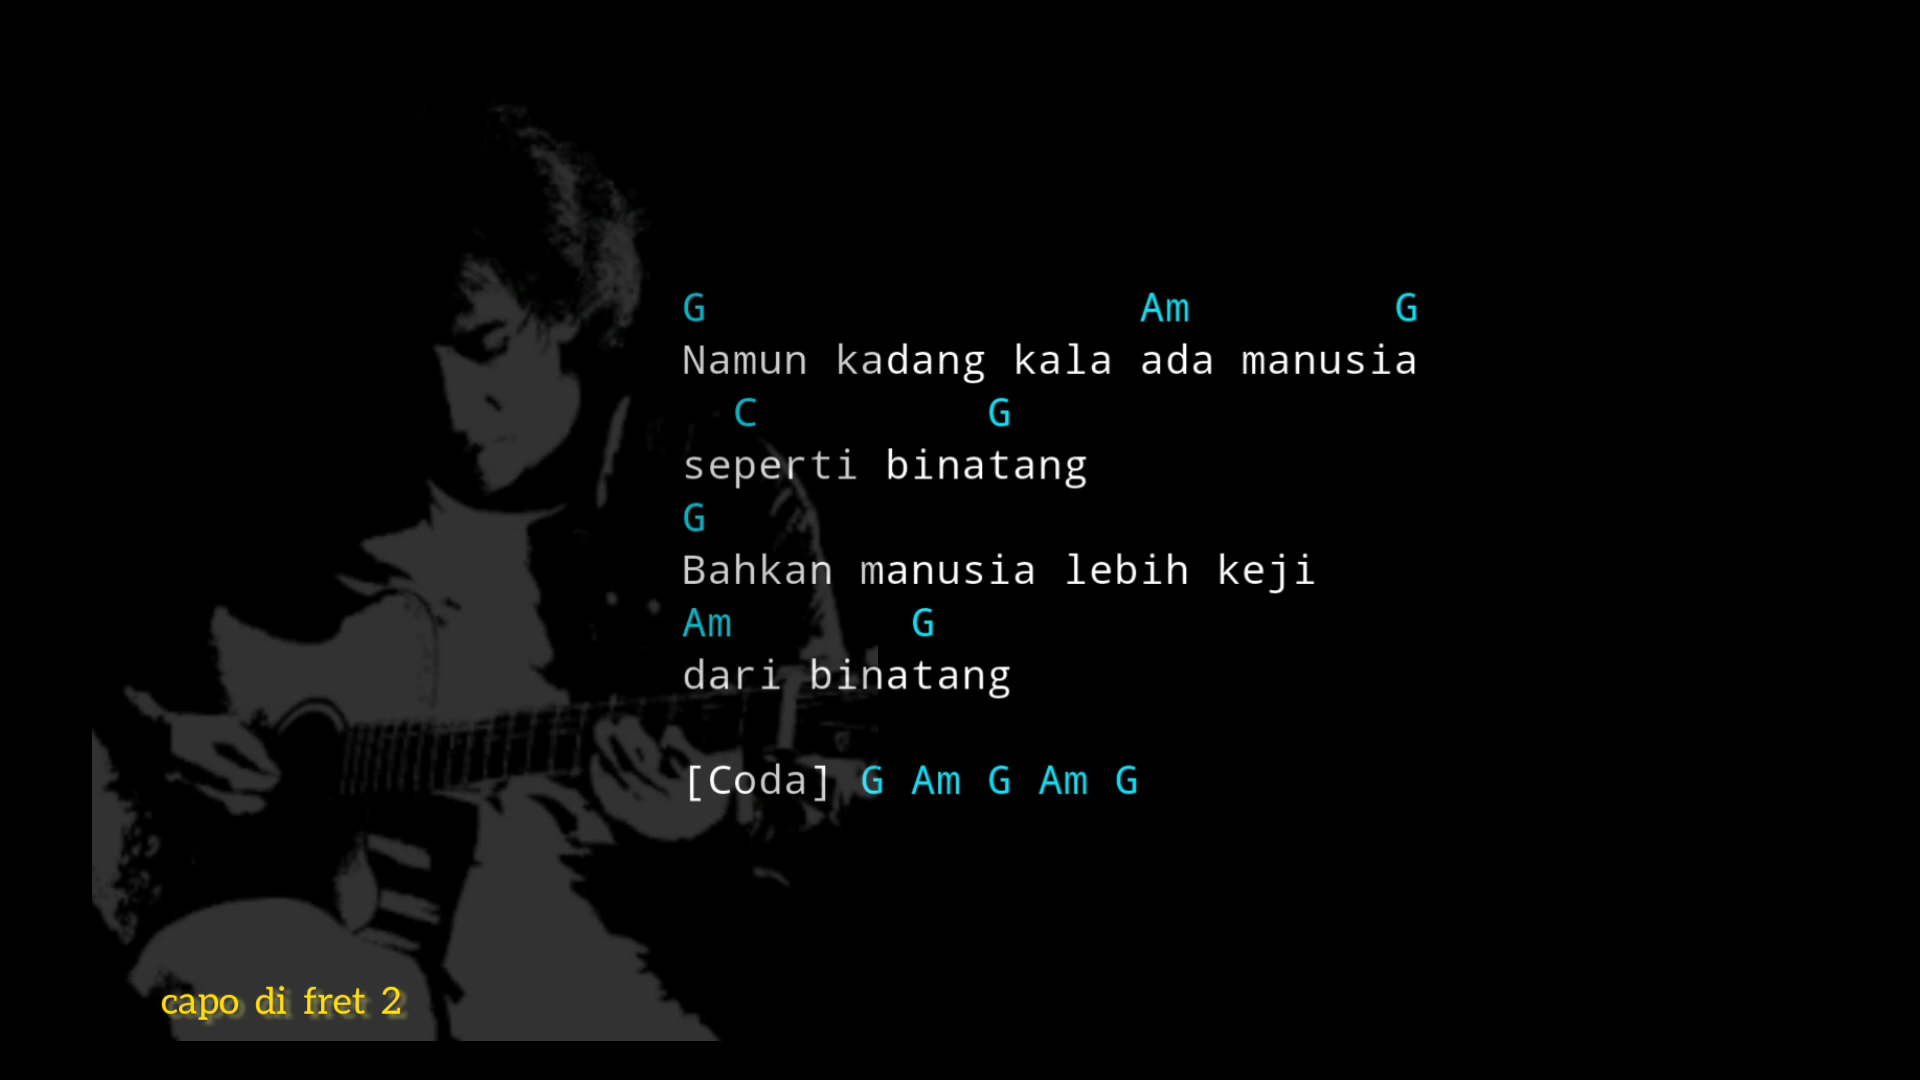 G Am G
Namun kadang kala ada manusia
C G
seperti binatang
G
Bahkan manusia lebih keji
Am G
dari binatang
[Coda] G Am G Am G
capo di fret 2